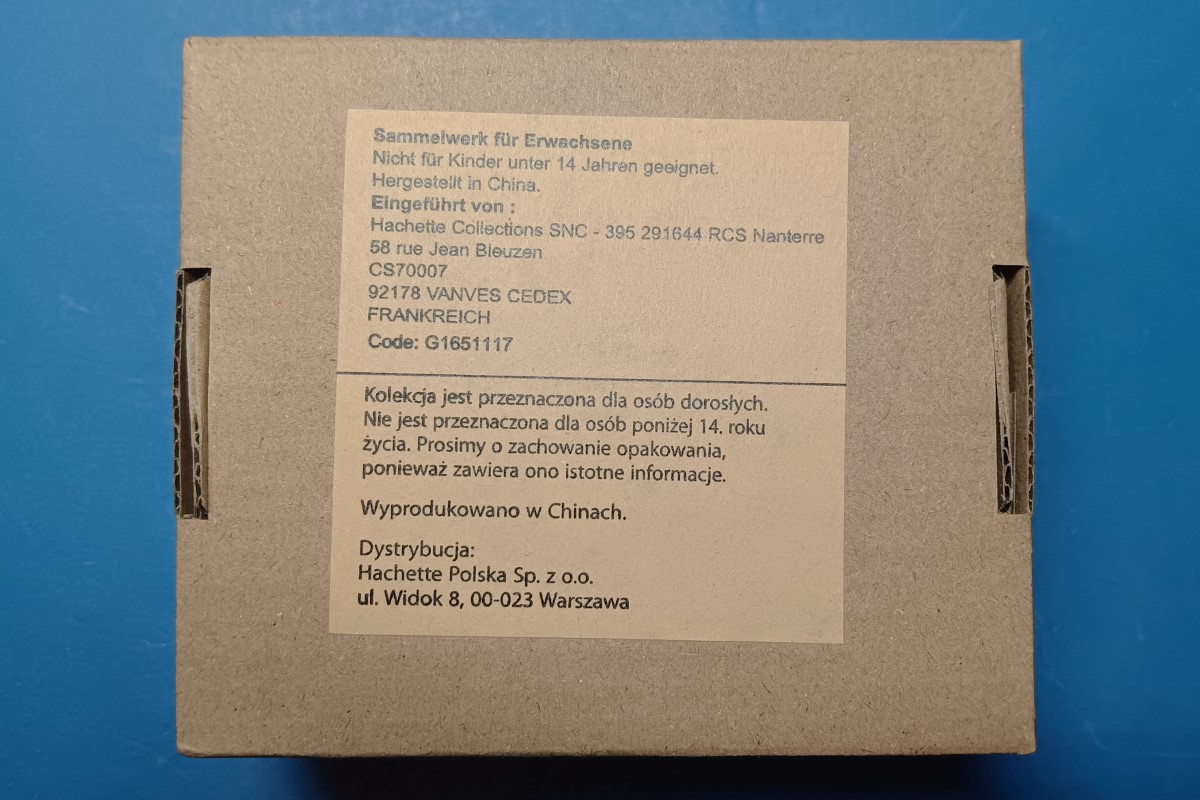 Sammelwerk für Erwachsene
Nicht für Kinder unter 14 Jahren geeignet.
Hergestellt in China.
Eingeführt von :
Hachette Collections SNC - 395 291644 RCS Nanterre
58 rue Jean Bleuzen
CS70007
92178 VANVES CEDEX
FRANKREICH
Code: G1651117
Kolekcja jest przeznaczona dla osób dorosłych.
Nie jest przeznaczona dla osób poniżej 14. roku
życia. Prosimy o zachowanie opakowania,
ponieważ zawiera ono istotne informacje.
Wyprodukowano w Chinach.
Dystrybucja:
Hachette Polska Sp. z o.o.
ul. Widok 8, 00-023 Warszawa